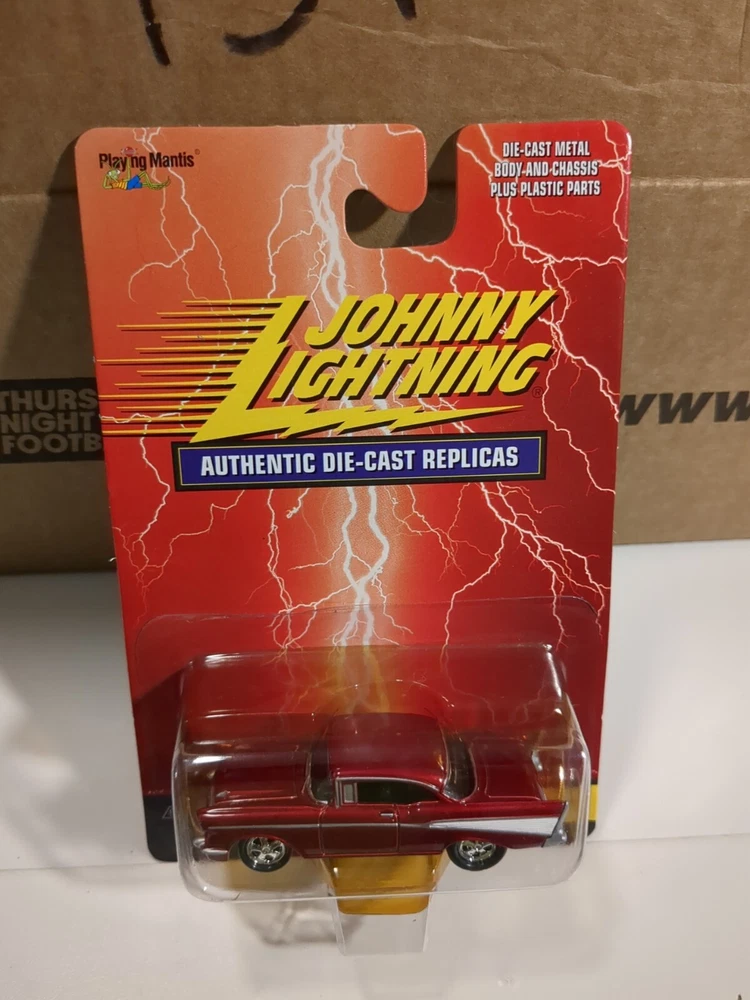 Playing Mantis®
DIE-CAST METAL
BODY AND CHASSIS
PLUS PLASTIC PARTS
JOHNNY
LIGHTNING®
AUTHENTIC DIE-CAST REPLICAS
THURS
NIGHT
FOOTB
www.